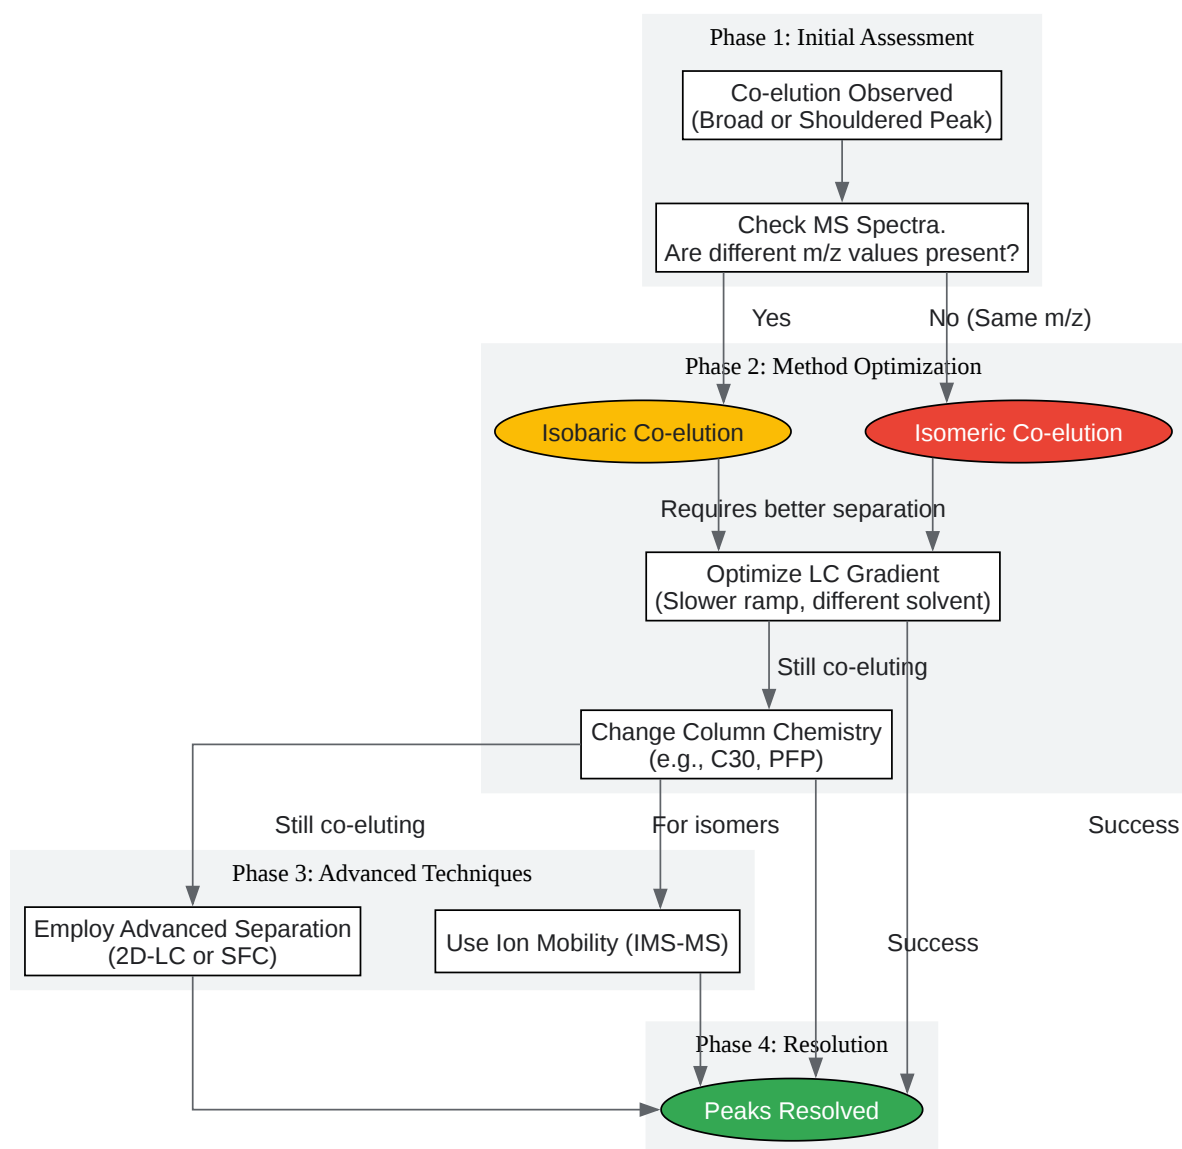 Phase 1: Initial Assessment
Co-elution Observed
(Broad or Shouldered Peak)
Check MS Spectra.
Are different m/z values present?
Yes
No (Same m/z)
Phase 2: Method Optimization
Isobaric Co-elution
Isomeric Co-elution
Requires better separation
Optimize LC Gradient
(Slower ramp, different solvent)
Still co-eluting
Change Column Chemistry
(e.g., C30, PFP)
Still co-eluting
For isomers
Success
Phase 3: Advanced Techniques
Employ Advanced Separation
(2D-LC or SFC)
Use Ion Mobility (IMS-MS)
Success
Phase 4: Resolution
Peaks Resolved